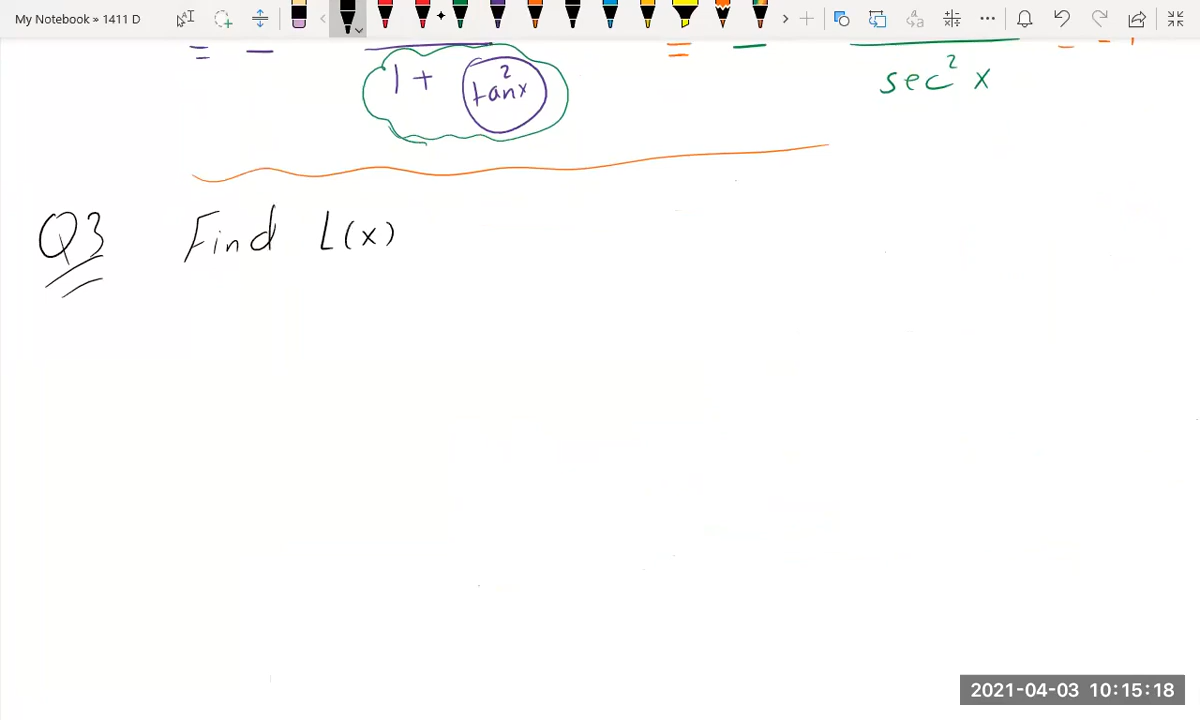 My Notebook » 1411 D
= - 1 + tan²x = - sec² x = -
Q3 Find L(x)
2021-04-03 10:15:18